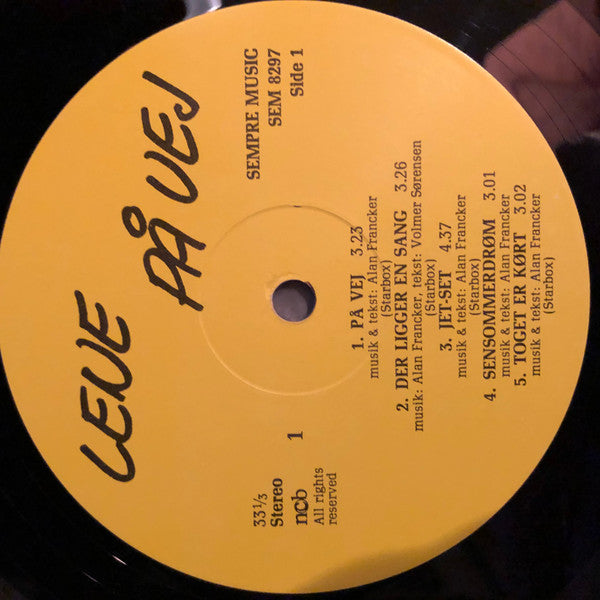 LENE
PÅ VEJ
SEMPRE MUSIC
SEM 8297
Side 1
33 1/3
Stereo
ncb
All rights
reserved
1
1. PÅ VEJ 3.23
musik & tekst: Alan Francker
(Starbox)
2. DER LIGGER EN SANG 3.26
musik: Alan Francker, tekst: Volmer Sørensen
(Starbox)
3. JET-SET 4.37
musik & tekst: Alan Francker
(Starbox)
4. SENSOMMERDRØM 3.01
musik & tekst: Alan Francker
5. TOGET ER KØRT 3.02
musik & tekst: Alan Francker
(Starbox)